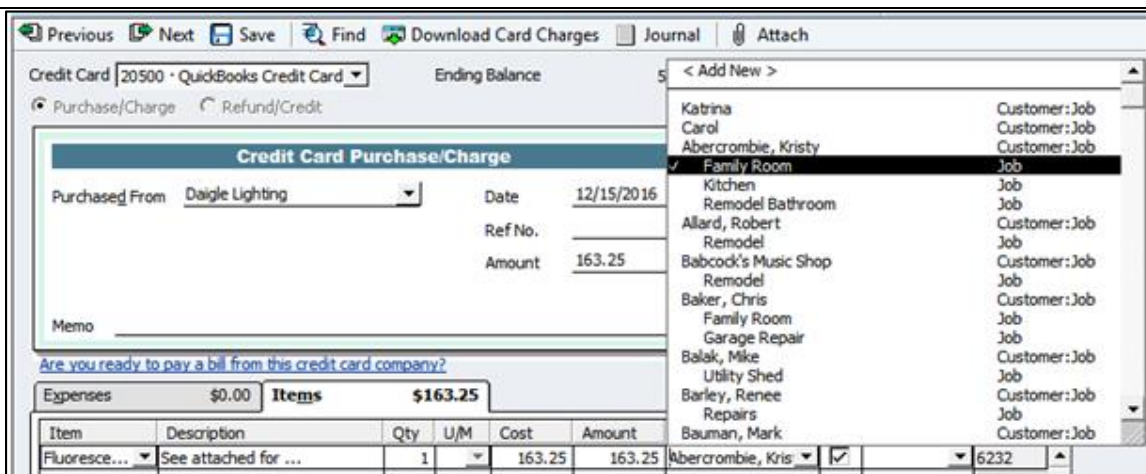 Previous Next Save Find Download Card Charges Journal Attach
Credit Card 20500 · QuickBooks Credit Card Ending Balance 5
Purchase/Charge Refund/Credit
Credit Card Purchase/Charge
Purchased From Daigle Lighting Date 12/15/2016
Ref No.
Amount 163.25
Memo
Are you ready to pay a bill from this credit card company?
Expenses $0.00 Items $163.25
Item Description Qty U/M Cost Amount
Fluoresce... See attached for ... 1 163.25 163.25 Abercrombie, Kris 6232
< Add New >
Katrina Customer:Job
Carol Customer:Job
Abercrombie, Kristy Customer:Job
Family Room Job
Kitchen Job
Remodel Bathroom Job
Allard, Robert Customer:Job
Remodel Job
Babcock's Music Shop Customer:Job
Remodel Job
Baker, Chris Customer:Job
Family Room Job
Garage Repair Job
Balak, Mike Customer:Job
Utility Shed Job
Barley, Renee Customer:Job
Repairs Job
Bauman, Mark Customer:Job